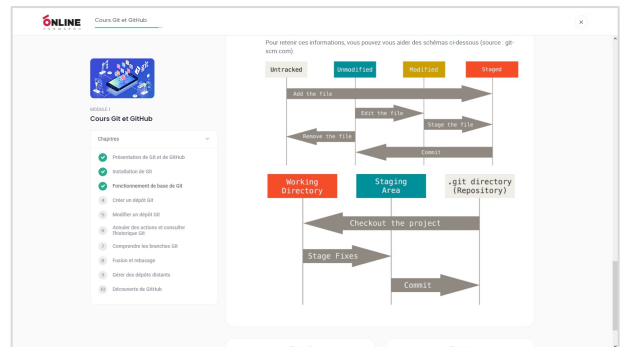 ONLINE
FORMAPRO
Cours Git et GitHub
×
MODULE 1
Cours Git et GitHub
Chapitres
Présentation de Git et de GitHub
Installation de Git
Fonctionnement de base de Git
4 Créer un dépôt Git
5 Modifier un dépôt Git
6 Annuler des actions et consulter
l'historique Git
7 Comprendre les branches Git
8 Fusion et rebasage
9 Gérer des dépôts distants
10 Découverte de GitHub
Pour retenir ces informations, vous pouvez vous aider des schémas ci-dessous (source : git-
scm.com)
Untracked Unmodified Modified Staged
Add the file
Edit the file
Stage the file
Remove the file
Commit
Working
Directory
Staging
Area
.git directory
(Repository)
Checkout the project
Stage Fixes
Commit